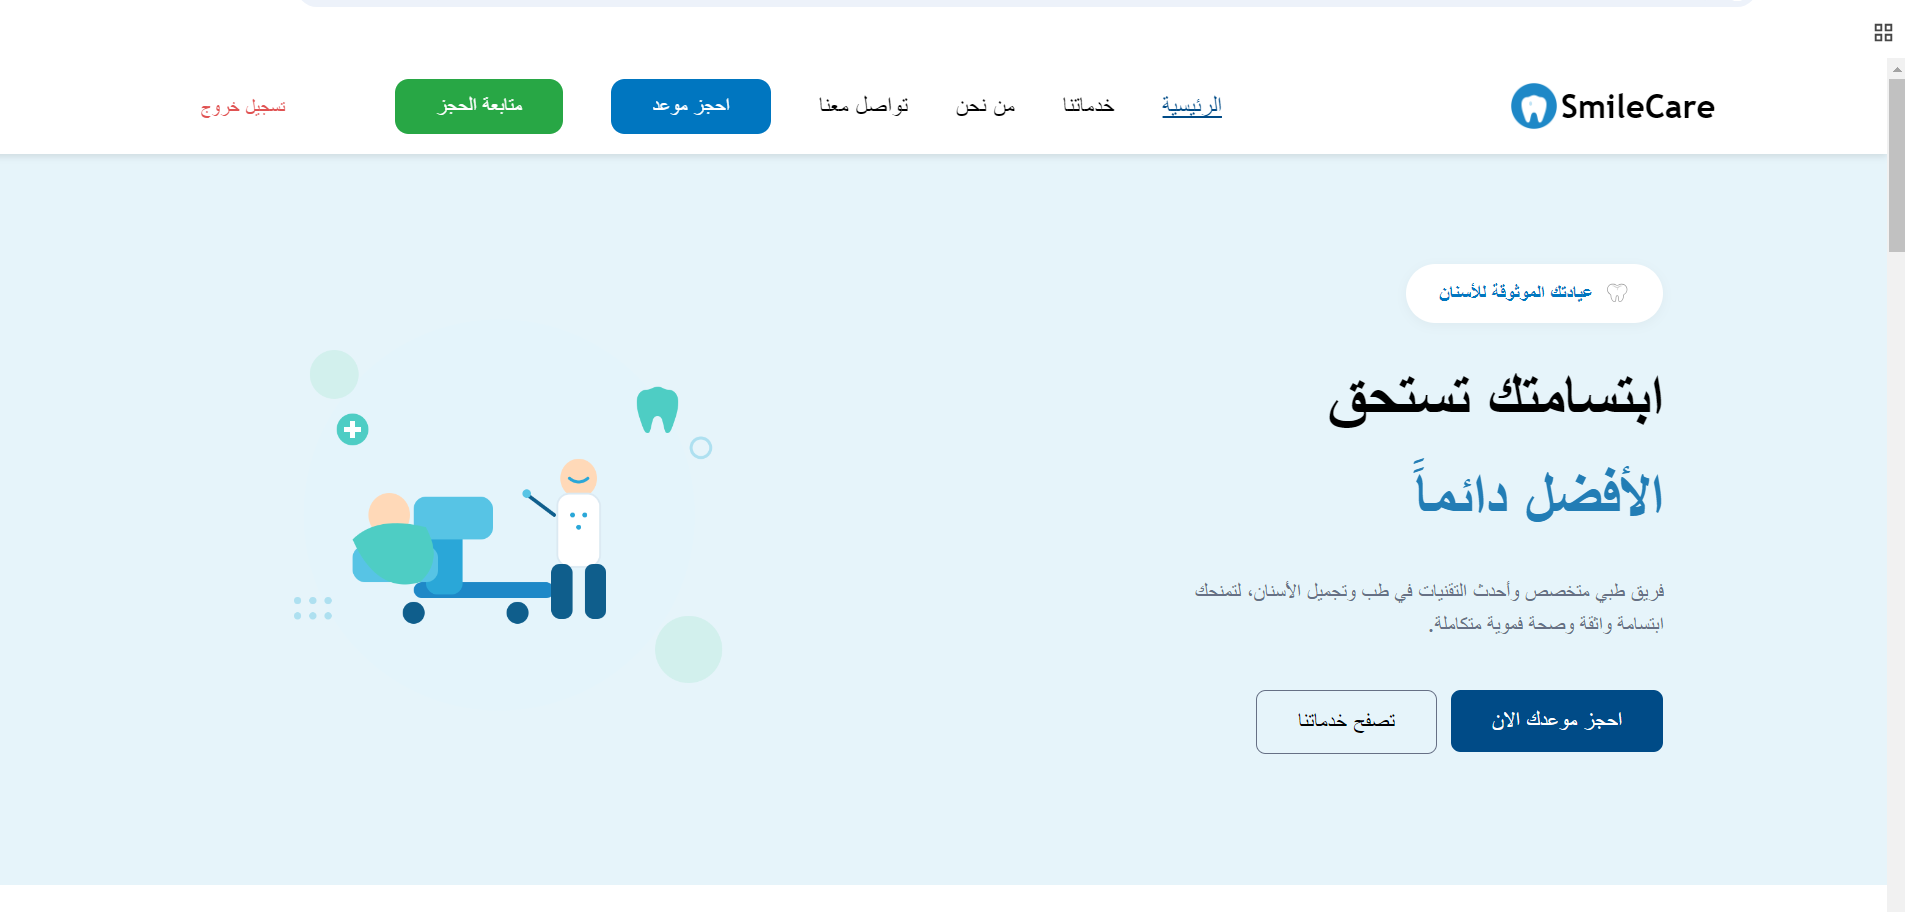 SmileCare
الرئيسية
خدماتنا
من نحن
تواصل معنا
احجز موعد
متابعة الحجز
تسجيل خروج
عيادتك الموثوقة للأسنان
ابتسامتك تستحق
الأفضل دائماً
فريق طبي متخصص وأحدث التقنيات في طب وتجميل الأسنان، لتمنحك
ابتسامة واثقة وصحة فموية متكاملة.
احجز موعدك الان
تصفح خدماتنا